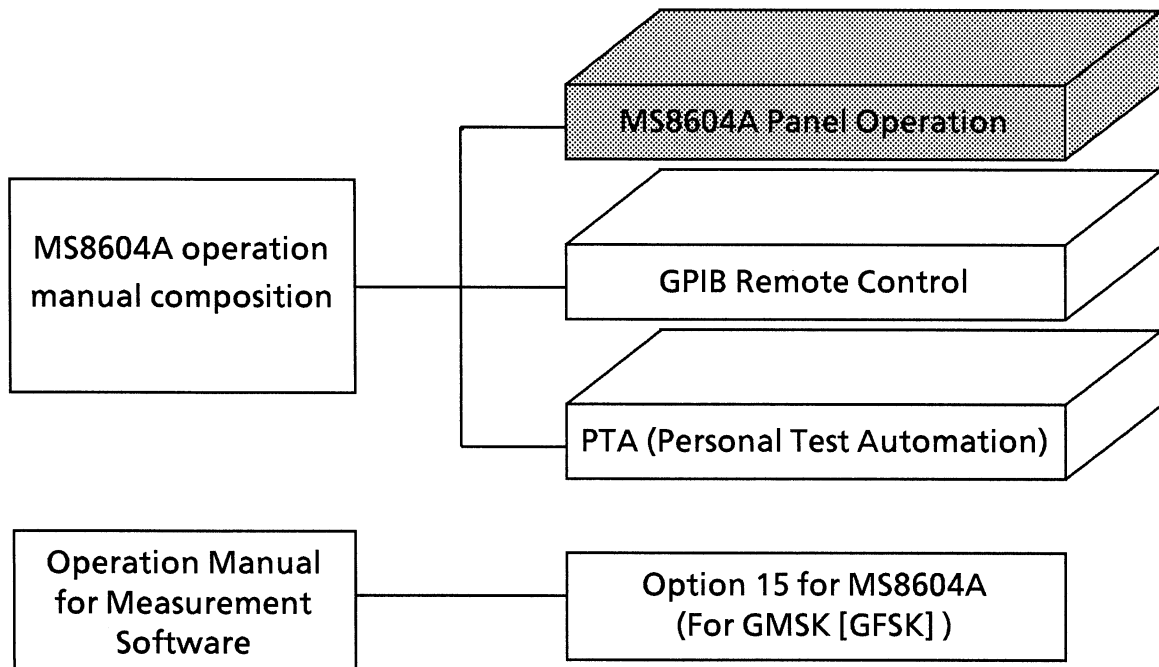 MS8604A Panel Operation
MS8604A operation
manual composition
GPIB Remote Control
PTA (Personal Test Automation)
Operation Manual
for Measurement
Software
Option 15 for MS8604A
(For GMSK [GFSK] )